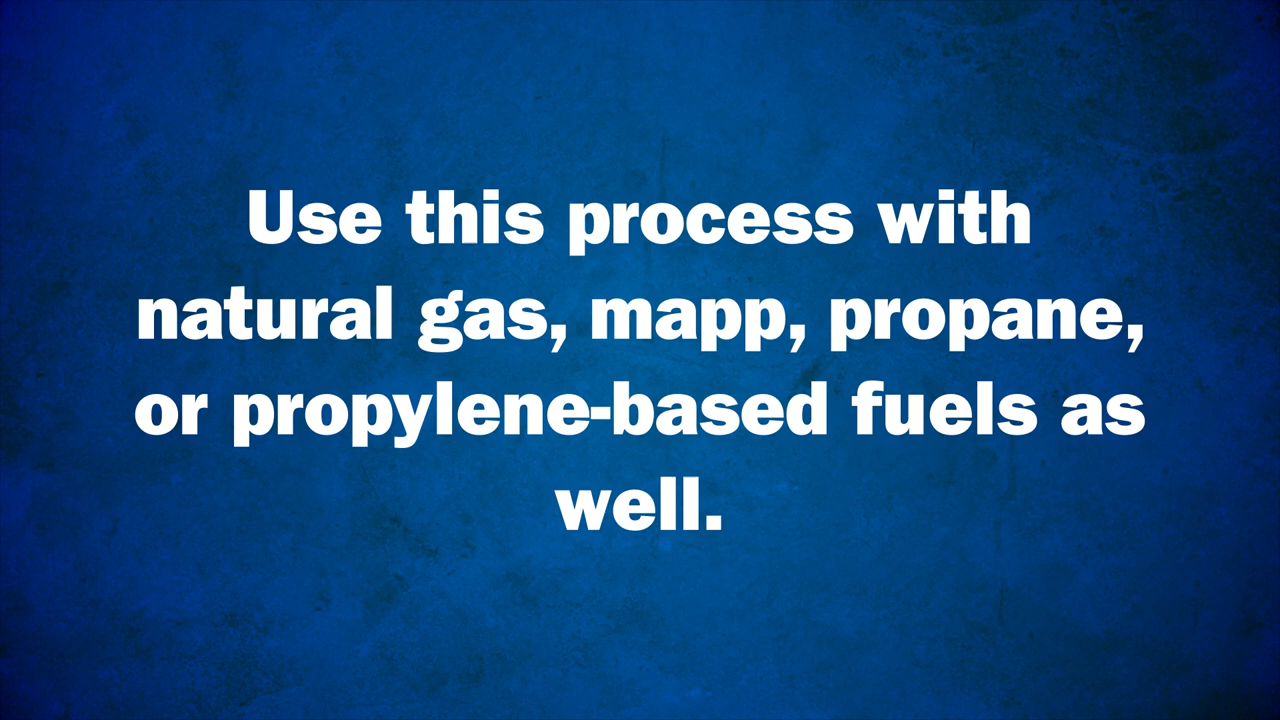 Use this process with
natural gas, mapp, propane,
or propylene-based fuels as
well.